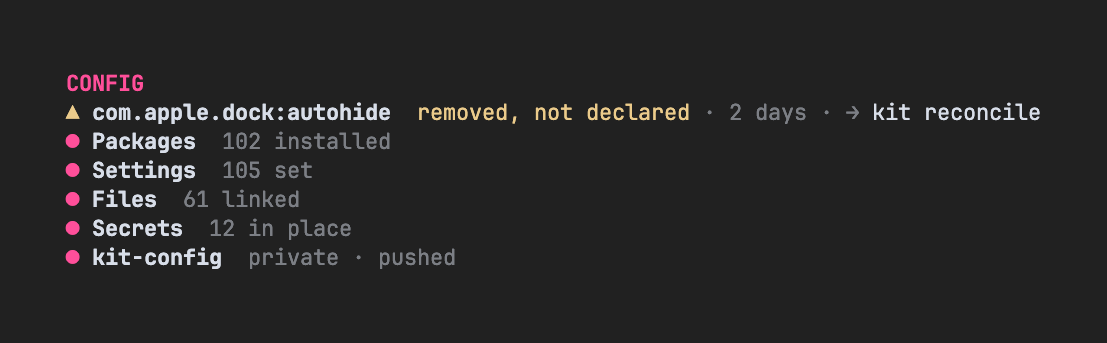 CONFIG
▲ com.apple.dock:autohide  removed, not declared · 2 days · → kit reconcile
● Packages  102 installed
● Settings  105 set
● Files  61 linked
● Secrets  12 in place
● kit-config  private · pushed